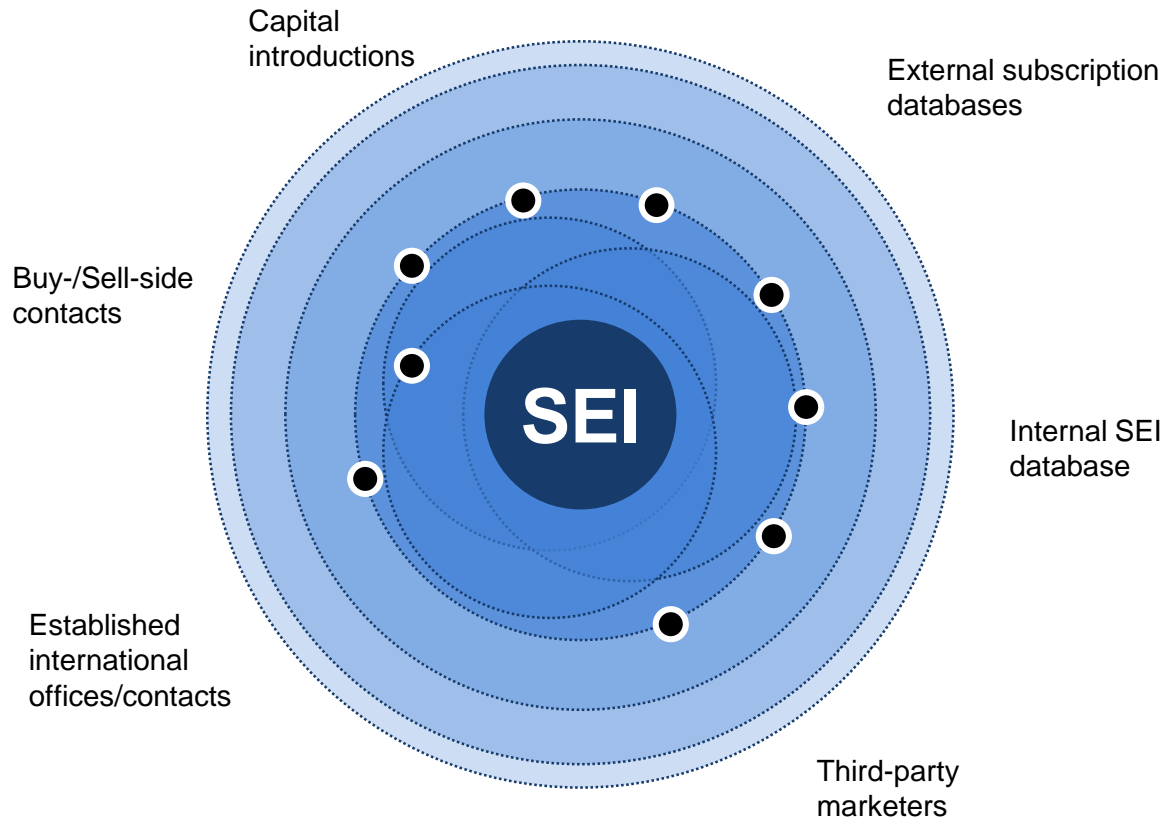 Capital
introductions
External subscription
databases
Buy-/Sell-side
contacts
SEI
Internal SEI
database
Established
international
offices/contacts
Third-party
marketers